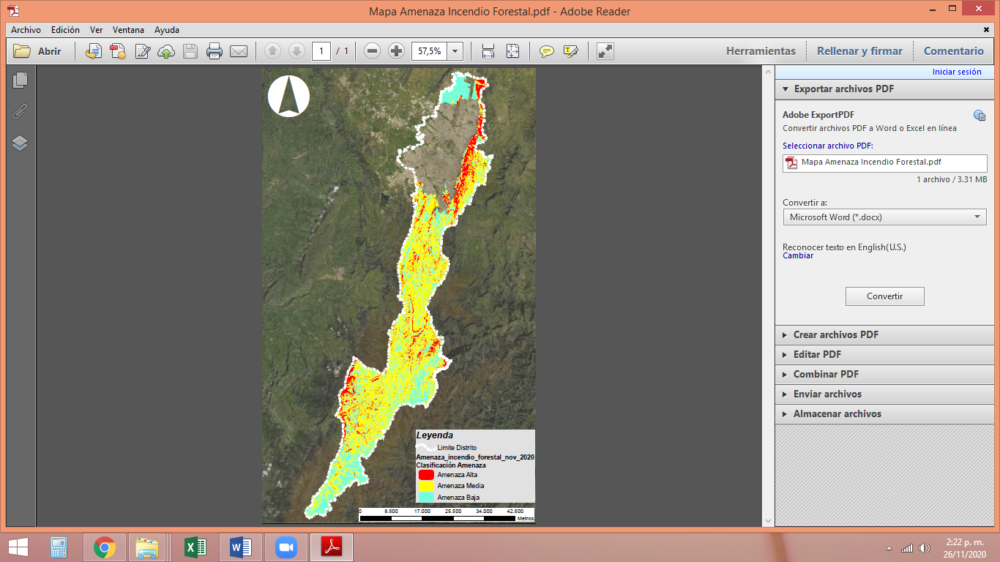 Mapa Amenaza Incendio Forestal.pdf - Adobe Reader
Archivo Edición Ver Ventana Ayuda
Abrir
1 / 1
57,5%
Herramientas
Rellenar y firmar
Comentario
Iniciar sesión
Exportar archivos PDF
Adobe ExportPDF
Convertir archivos PDF a Word o Excel en línea
Seleccionar archivo PDF:
Mapa Amenaza Incendio Forestal.pdf
1 archivo / 3.31 MB
Convertir a:
Microsoft Word (*.docx)
Reconocer texto en English(U.S.)
Cambiar
Convertir
Crear archivos PDF
Editar PDF
Combinar PDF
Enviar archivos
Almacenar archivos
Leyenda
Limite Distrito
Amenaza_incendio_forestal_nov_2020
Clasificación Amenaza
Amenaza Alta
Amenaza Media
Amenaza Baja
0 8.500 17.000 25.500 34.000 42.500
Metros
2:22 p. m.
26/11/2020